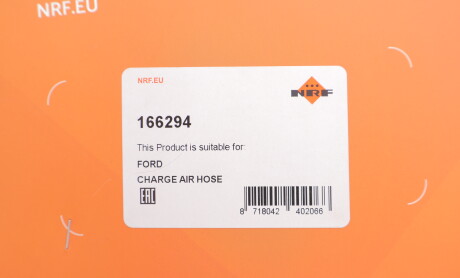 NRF.EU
NRF.EU
NRF
166294
This Product is suitable for:
FORD
CHARGE AIR HOSE
EAC
8 718042 402066